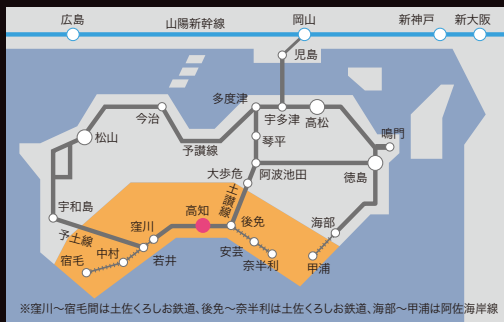 広島
山陽新幹線
岡山
新神戸
新大阪
児島
多度津
今治
宇多津
高松
松山
琴平
鳴門
予讃線
大歩危
阿波池田
徳島
土讃線
宇和島
高知
後免
海部
窪川
予土線
中村
安芸
宿毛
若井
奈半利
甲浦
※窪川〜宿毛間は土佐くろしお鉄道、後免〜奈半利は土佐くろしお鉄道、海部〜甲浦は阿佐海岸線